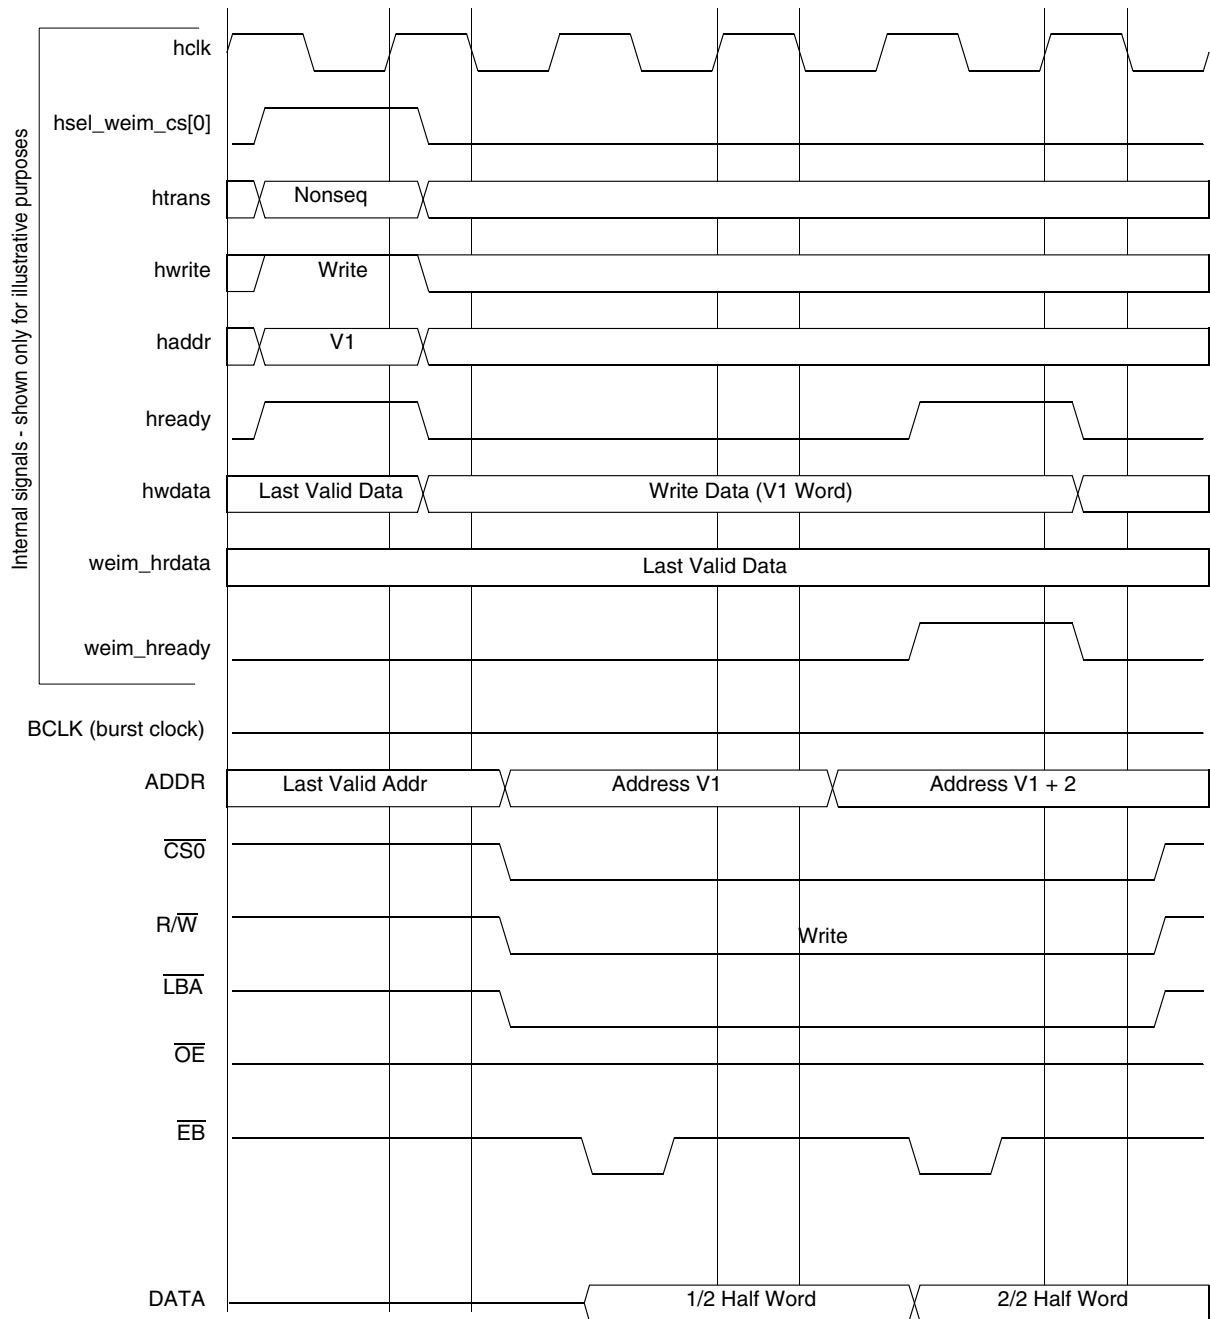 Internal signals - shown only for illustrative purposes
hclk
hsel_weim_cs[0]
htrans
Nonseq
hwrite
Write
haddr
V1
hready
hwdata
Last Valid Data
Write Data (V1 Word)
weim_hrdata
Last Valid Data
weim_hready
BCLK (burst clock)
ADDR
Last Valid Addr
Address V1
Address V1 + 2
CS0
R/W
Write
LBA
OE
EB
DATA
1/2 Half Word
2/2 Half Word